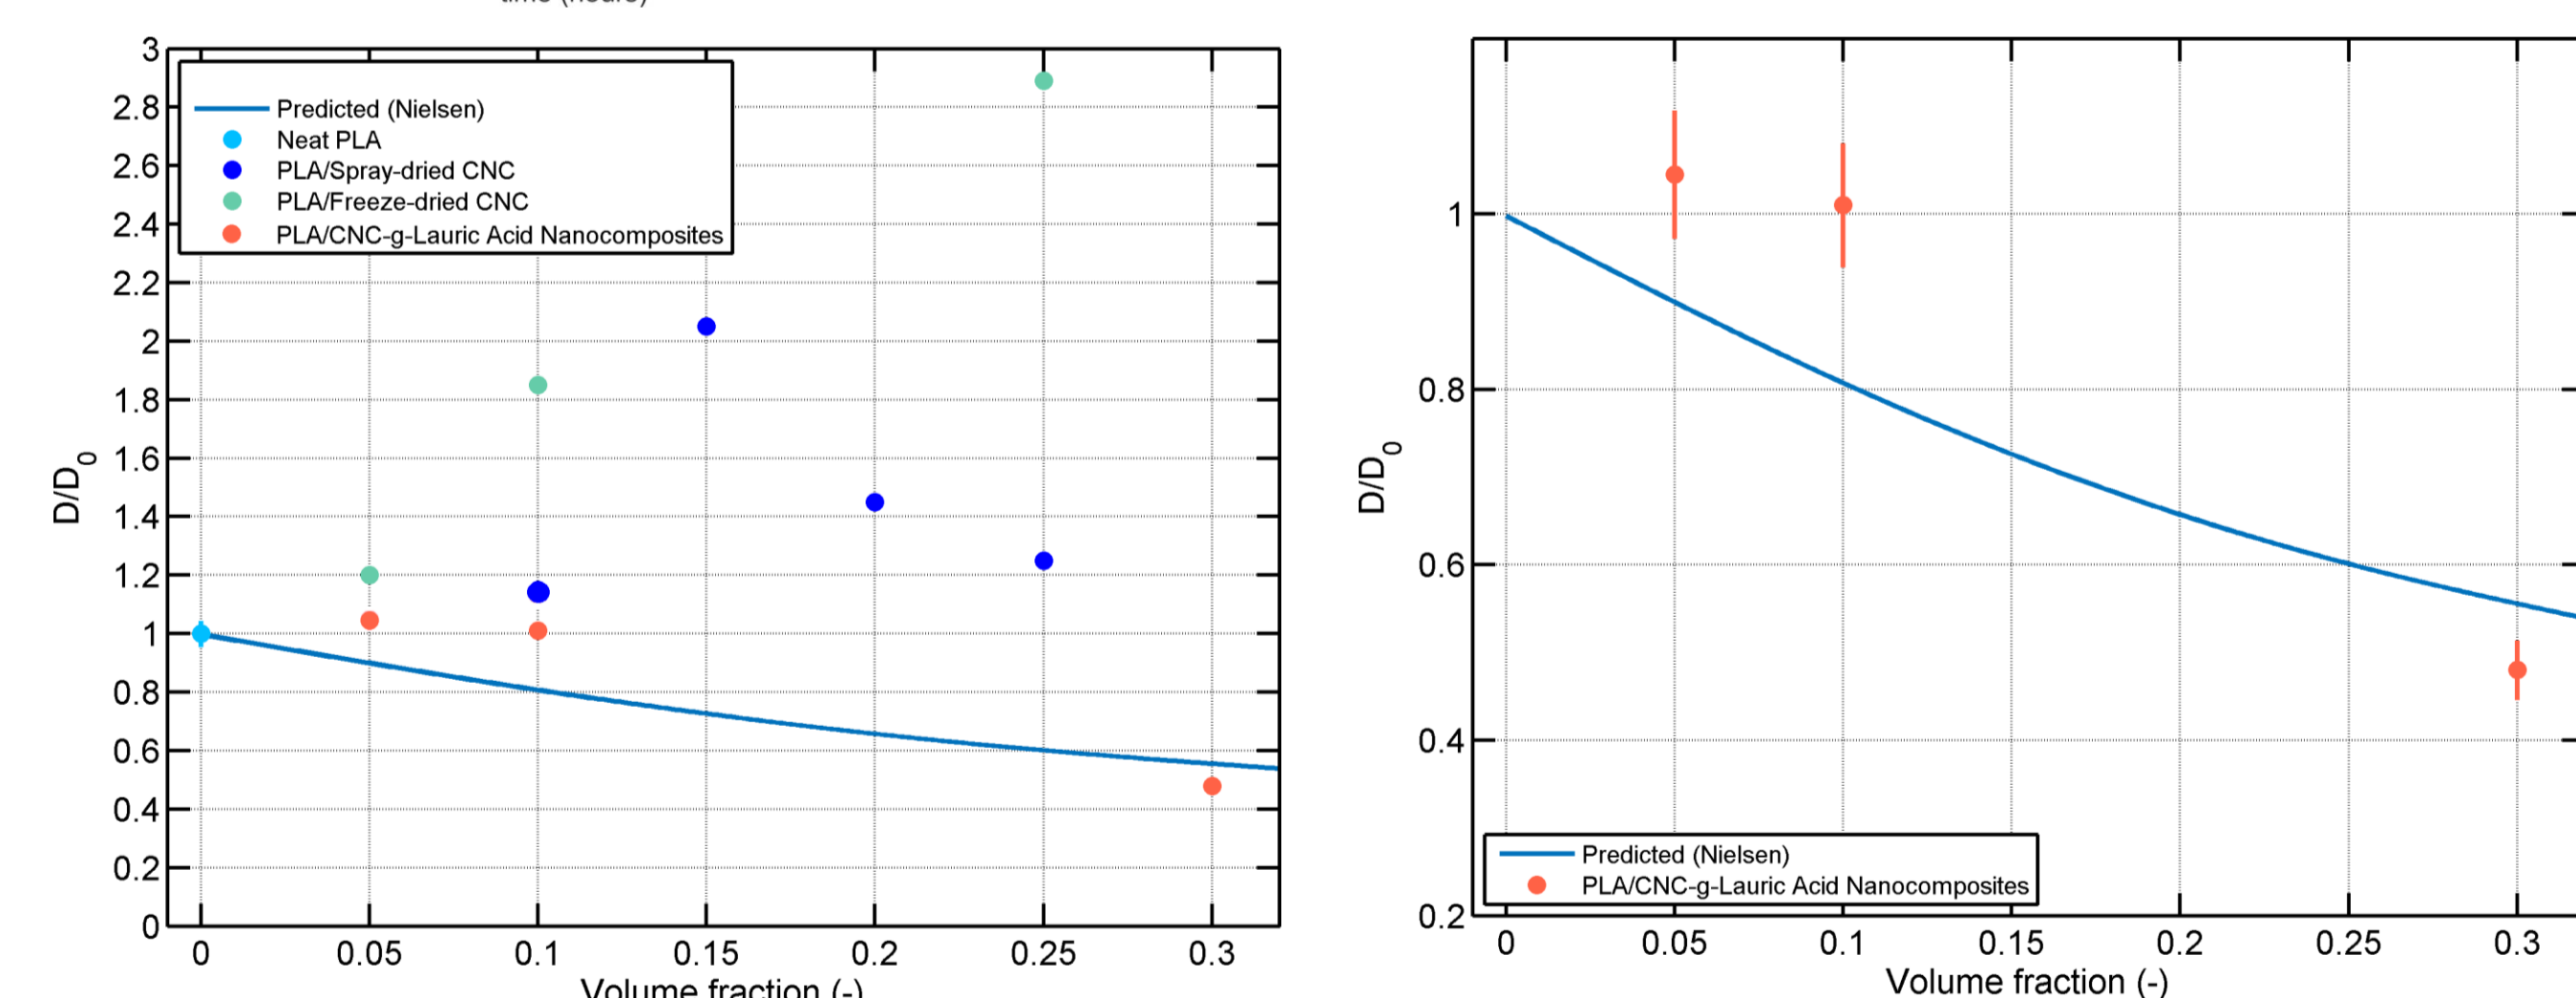 time (hours)
3
2.8
2.6
2.4
2.2
2
1.8
1.6
1.4
1.2
1
0.8
0.6
0.4
0.2
0
D/D0
Predicted (Nielsen)
Neat PLA
PLA/Spray-dried CNC
PLA/Freeze-dried CNC
PLA/CNC-g-Lauric Acid Nanocomposites
0 0.05 0.1 0.15 0.2 0.25 0.3
Volume fraction (-)
1
0.8
0.6
0.4
0.2
D/D0
Predicted (Nielsen)
PLA/CNC-g-Lauric Acid Nanocomposites
0 0.05 0.1 0.15 0.2 0.25 0.3
Volume fraction (-)